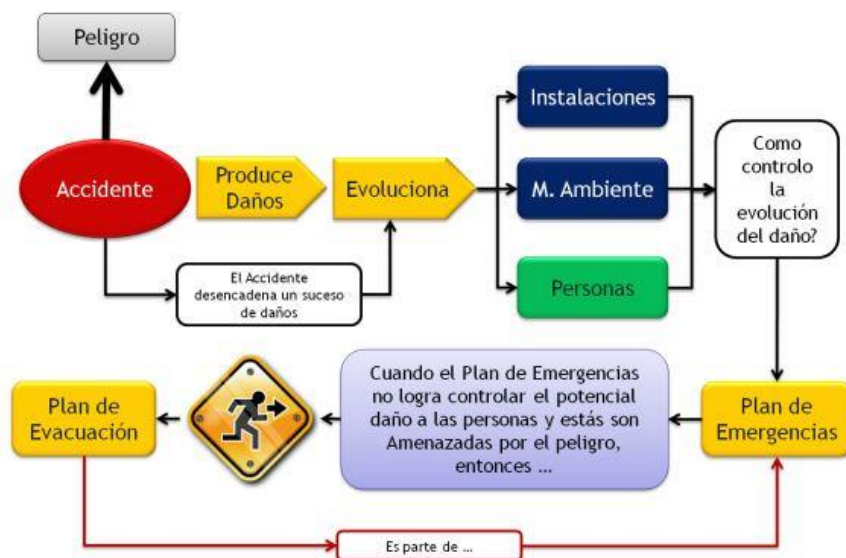 Peligro
Accidente
Produce
Daños
Evoluciona
El Accidente
desencadena un suceso
de daños
Instalaciones
M. Ambiente
Personas
Como
controlo
la
evolución
del daño?
Plan de
Emergencias
Cuando el Plan de Emergencias
no logra controlar el potencial
daño a las personas y estás son
Amenazadas por el peligro,
entonces ...
Plan de
Evacuación
Es parte de ...